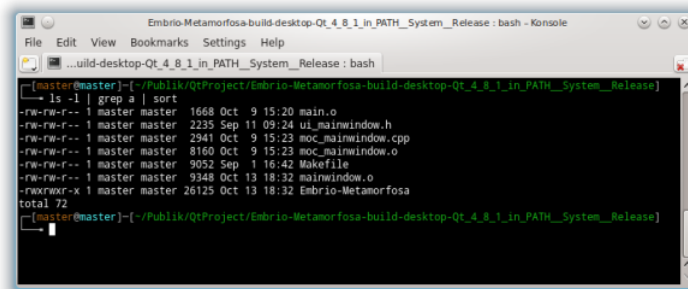 Embrio-Metamorfosa-build-desktop-Qt_4_8_1_in_PATH__System__Release : bash – Konsole
File Edit View Bookmarks Settings Help
...uild-desktop-Qt_4_8_1_in_PATH__System__Release : bash
[master@master]-[~/Publik/QtProject/Embrio-Metamorfosa-build-desktop-Qt_4_8_1_in_PATH__System__Release]
ls -l | grep a | sort
-rw-rw-r-- 1 master master 1668 Oct 9 15:20 main.o
-rw-rw-r-- 1 master master 2235 Sep 11 09:24 ui_mainwindow.h
-rw-rw-r-- 1 master master 2941 Oct 9 15:23 moc_mainwindow.cpp
-rw-rw-r-- 1 master master 8160 Oct 9 15:23 moc_mainwindow.o
-rw-rw-r-- 1 master master 9052 Sep 1 16:42 Makefile
-rw-rw-r-- 1 master master 9348 Oct 13 18:32 mainwindow.o
-rwxrwxr-x 1 master master 26125 Oct 13 18:32 Embrio-Metamorfosa
total 72
[master@master]-[~/Publik/QtProject/Embrio-Metamorfosa-build-desktop-Qt_4_8_1_in_PATH__System__Release]